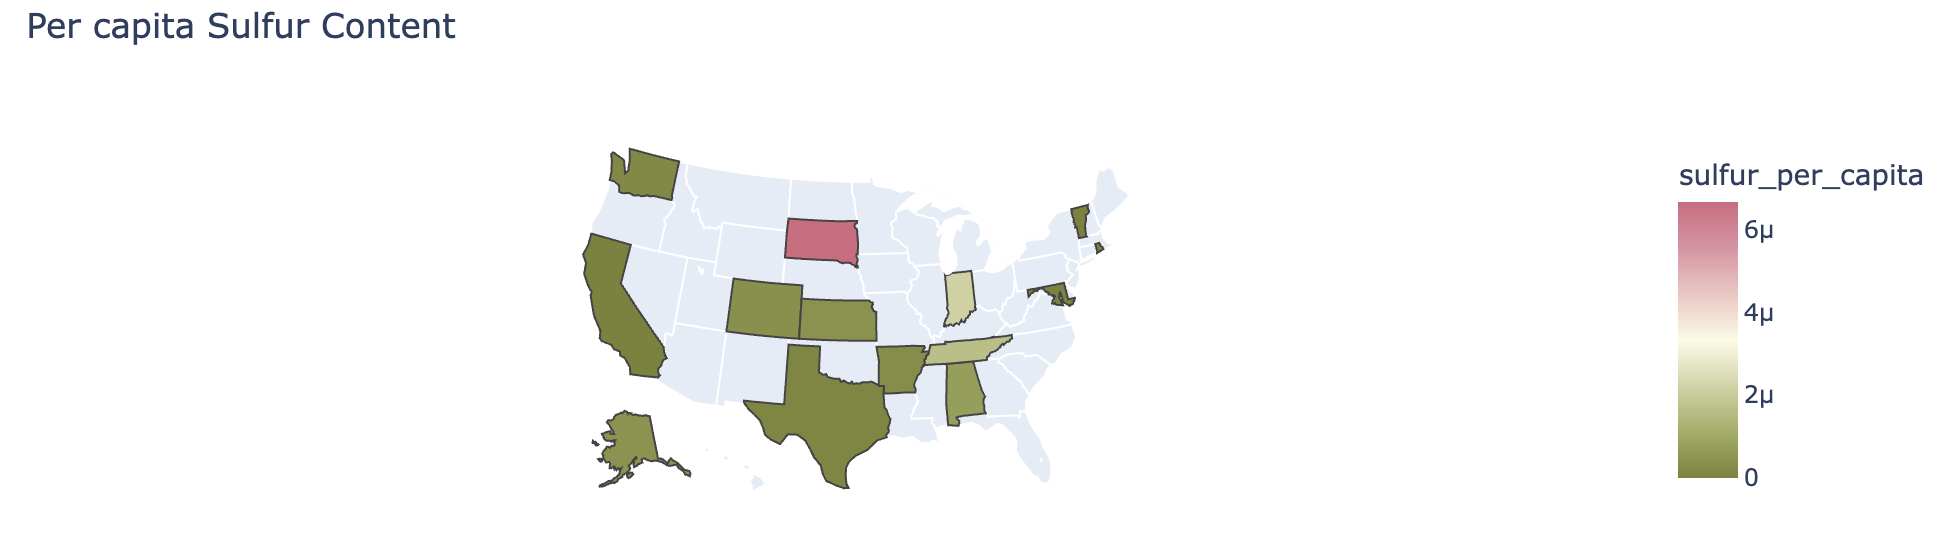 Per capita Sulfur Content
sulfur_per_capita
6μ
4μ
2μ
0